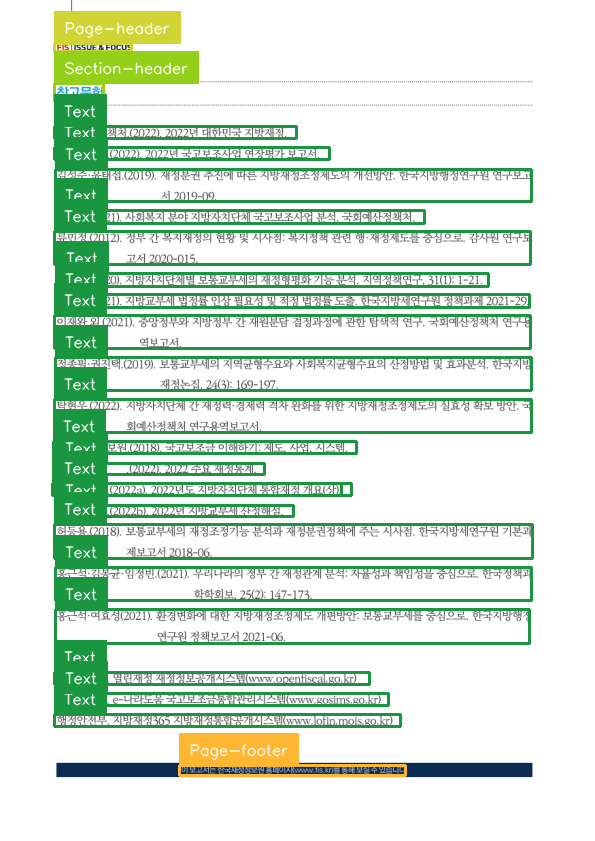 Page-header
FIS ISSUE & FOCUS
Section-header
참고문헌
Text
Text 책처.(2022). 2022년 대한민국 지방재정.
Text (2022). 2022년 국고보조사업 연장평가 보고서.
김정주·윤태섭.(2019). 재정분권 추진에 따른 지방재정조정제도의 개선방안. 한국지방행정연구원 연구보고
Text 서 2019-09.
Text 21). 사회복지 분야 지방자치단체 국고보조사업 분석. 국회예산정책처.
류민정.(2012). 정부 간 복지재정의 현황 및 시사점: 복지정책 관련 행·재정제도를 중심으로. 감사원 연구보
Text 고서 2020-015.
Text 20). 지방자치단체별 보통교부세의 재정형평화 기능 분석. 지역정책연구, 31(1): 1-21.
Text 21). 지방교부세 법정률 인상 필요성 및 적정 법정률 도출. 한국지방세연구원 정책과제 2021-29.
이재완 외.(2021). 중앙정부와 지방정부 간 재원분담 결정과정에 관한 탐색적 연구. 국회예산정책처 연구용
Text 역보고서.
정종필·권진택.(2019). 보통교부세의 지역균형수요와 사회복지균형수요의 산정방법 및 효과분석. 한국지방
Text 재정논집, 24(3): 169-197.
탁현우.(2022). 지방자치단체 간 재정력·경제력 격차 완화를 위한 지방재정조정제도의 실효성 확보 방안. 국
Text 회예산정책처 연구용역보고서.
Text 보원.(2018). 국고보조금 이해하기: 제도, 사업, 시스템.
Text .(2022). 2022 주요 재정통계.
Text (2022a). 2022년도 지방자치단체 통합재정 개요(상).
Text (2022b). 2022년 지방교부세 산정해설.
허등용.(2018). 보통교부세의 재정조정기능 분석과 재정분권정책에 주는 시사점. 한국지방세연구원 기본과
Text 제보고서 2018-06.
홍근석·김봉균·임정빈.(2021). 우리나라의 정부 간 재정관계 분석: 자율성과 책임성을 중심으로. 한국정책과
Text 학학회보, 25(2): 147-173.
홍근석·여효성(2021). 환경변화에 대한 지방재정조정제도 개편방안: 보통교부세를 중심으로. 한국지방행정
연구원 정책보고서 2021-06.
Text
Text . 열린재정 재정정보공개시스템(www.openfiscal.go.kr)
Text . e-나라도움 국고보조금통합관리시스템(www.gosims.go.kr)
행정안전부. 지방재정365 지방재정통합공개시스템(www.lofin.mois.go.kr)
Page-footer
이 보고서는 한국재정정보원 홈페이지(www.fis.kr)를 통해 보실 수 있습니다